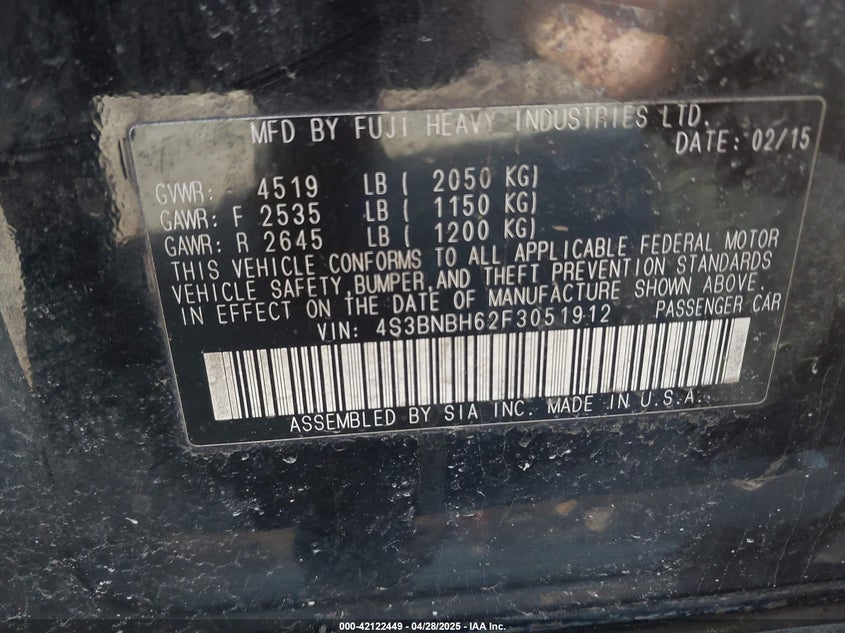 MFD BY FUJI HEAVY INDUSTRIES LTD.
DATE: 02/15
GVWR: 4519 LB ( 2050 KG)
GAWR: F 2535 LB ( 1150 KG)
GAWR: R 2645 LB ( 1200 KG)
THIS VEHICLE CONFORMS TO ALL APPLICABLE FEDERAL MOTOR
VEHICLE SAFETY, BUMPER, AND THEFT PREVENTION STANDARDS
IN EFFECT ON THE DATE OF MANUFACTURE SHOWN ABOVE.
VIN: 4S3BNBH62F3051912 PASSENGER CAR
ASSEMBLED BY SIA INC. MADE IN U.S.A.
000-42122449 - 04/28/2025 - IAA Inc.